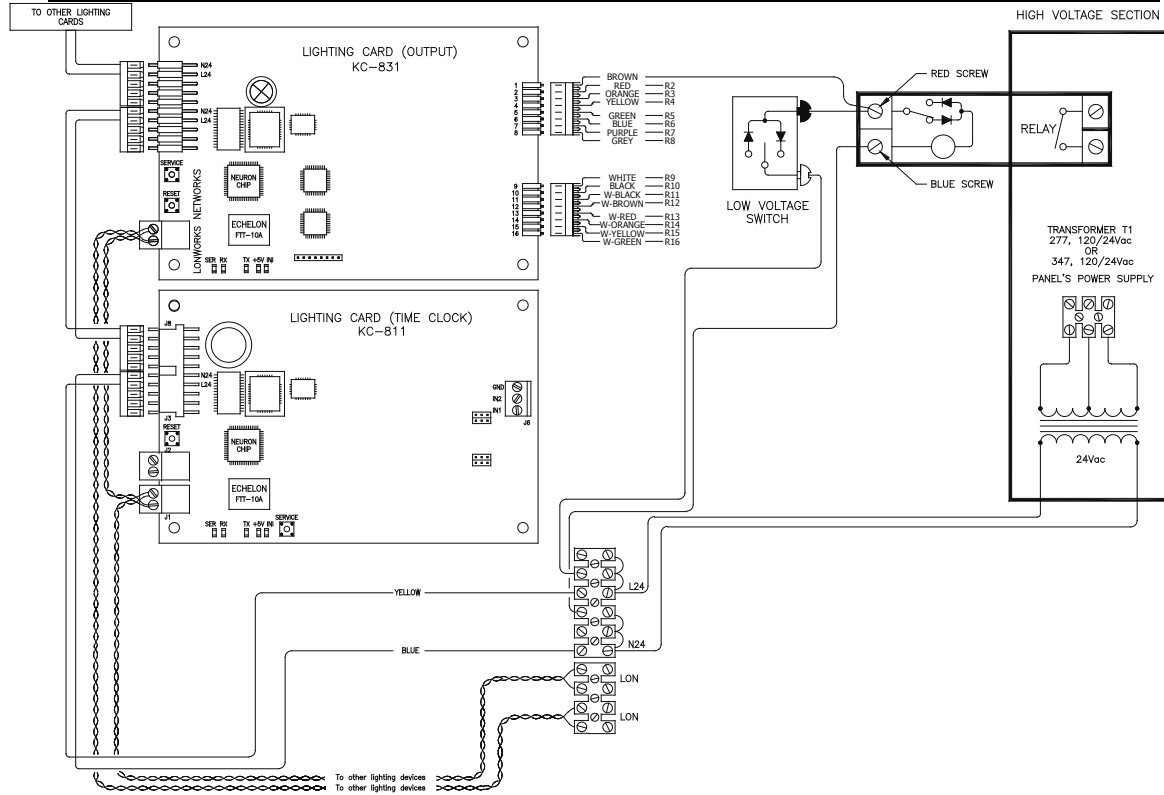 TO OTHER LIGHTING
CARDS
HIGH VOLTAGE SECTION
LIGHTING CARD (OUTPUT)
KC-831
N24
L24
N24
L24
SERVICE
RESET
NEURON
CHIP
ECHELON
FTT-10A
LONWORKS NETWORKS
SER RX TX +5V INI
1
2
3
4
5
6
7
8
BROWN
RED R2
ORANGE R3
YELLOW R4
GREEN R5
BLUE R6
PURPLE R7
GREY R8
9
10
11
12
13
14
15
16
WHITE R9
BLACK R10
W-BLACK R11
W-BROWN R12
W-RED R13
W-ORANGE R14
W-YELLOW R15
W-GREEN R16
LOW VOLTAGE
SWITCH
RED SCREW
RELAY
BLUE SCREW
TRANSFORMER T1
277, 120/24Vac
OR
347, 120/24Vac
PANEL'S POWER SUPPLY
24Vac
LIGHTING CARD (TIME CLOCK)
KC-811
J8
N24
L24
J3
RESET
J2
J1
NEURON
CHIP
ECHELON
FTT-10A
SER RX TX +5V INI SERVICE
GND
IN2
IN1
J6
YELLOW
L24
BLUE
N24
LON
LON
To other lighting devices
To other lighting devices